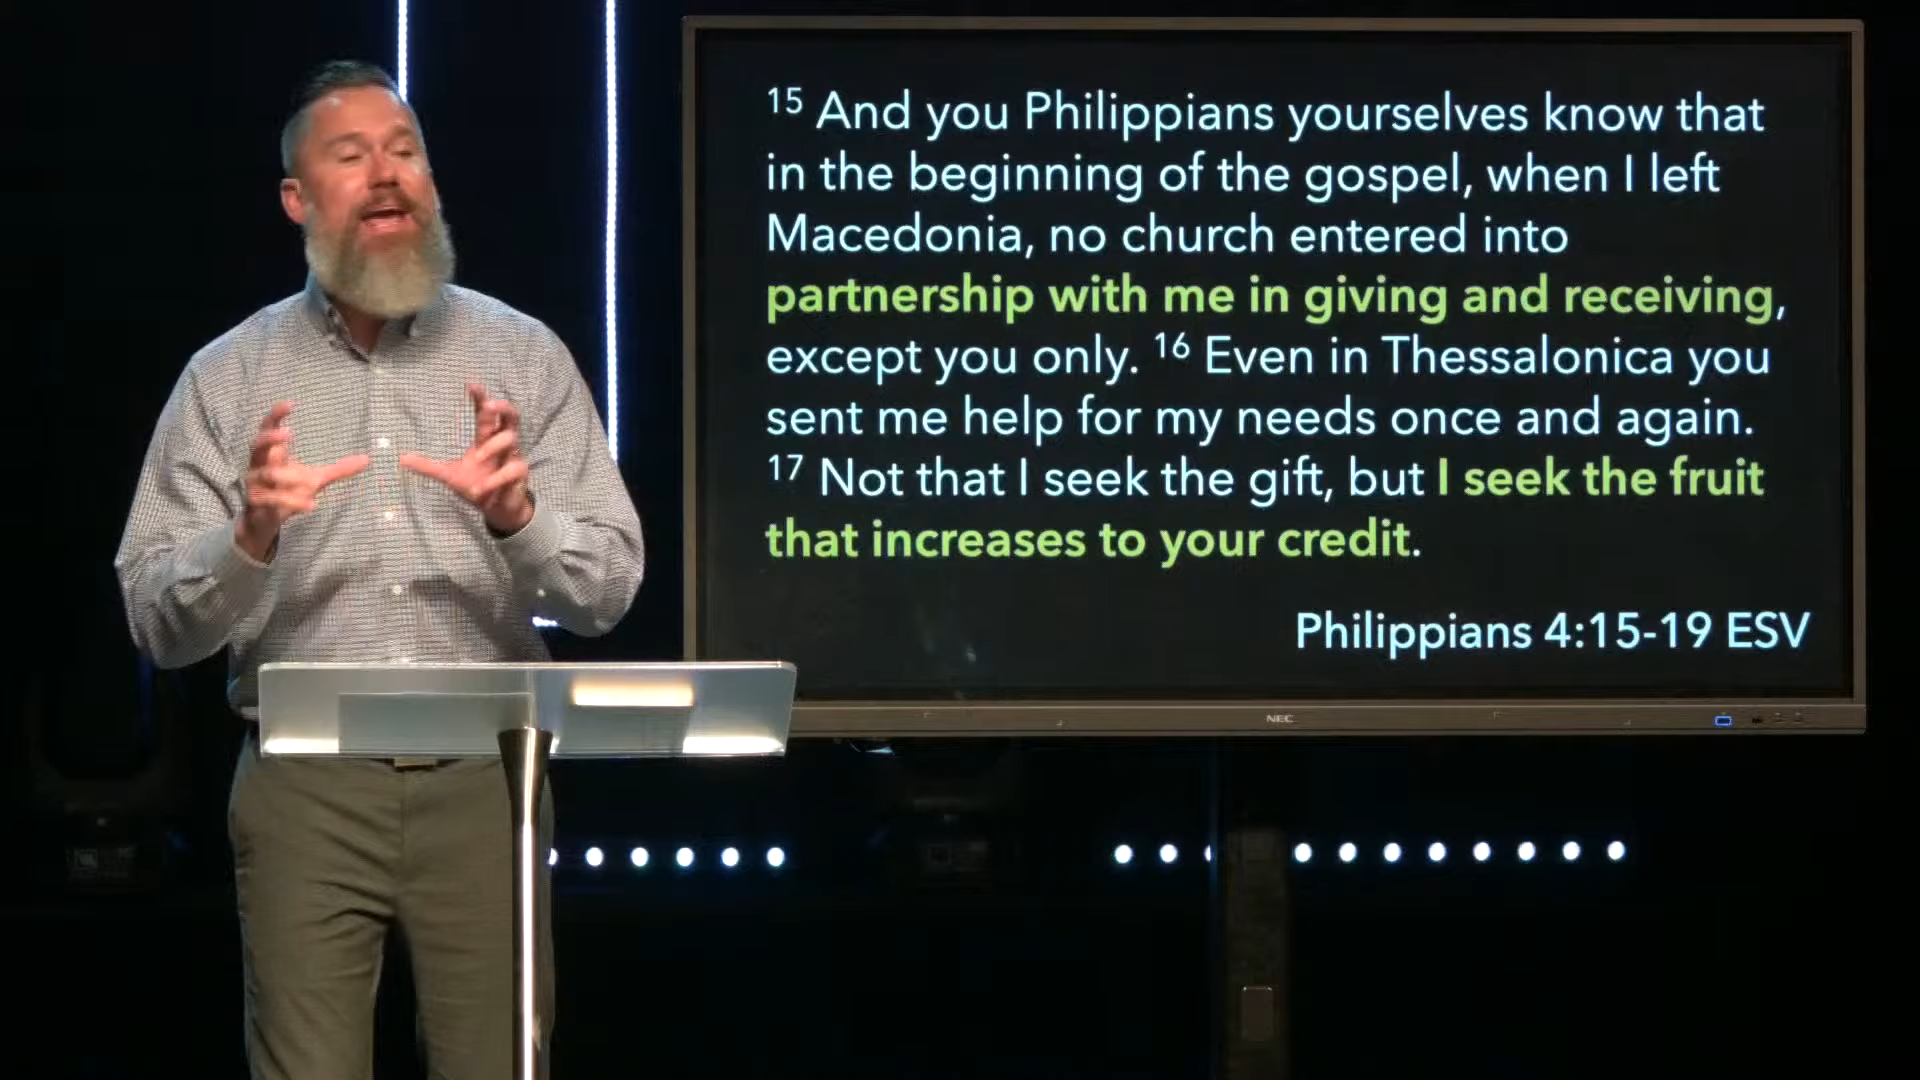 15 And you Philippians yourselves know that
in the beginning of the gospel, when I left
Macedonia, no church entered into
partnership with me in giving and receiving,
except you only. 16 Even in Thessalonica you
sent me help for my needs once and again.
17 Not that I seek the gift, but I seek the fruit
that increases to your credit.
Philippians 4:15-19 ESV
NEC